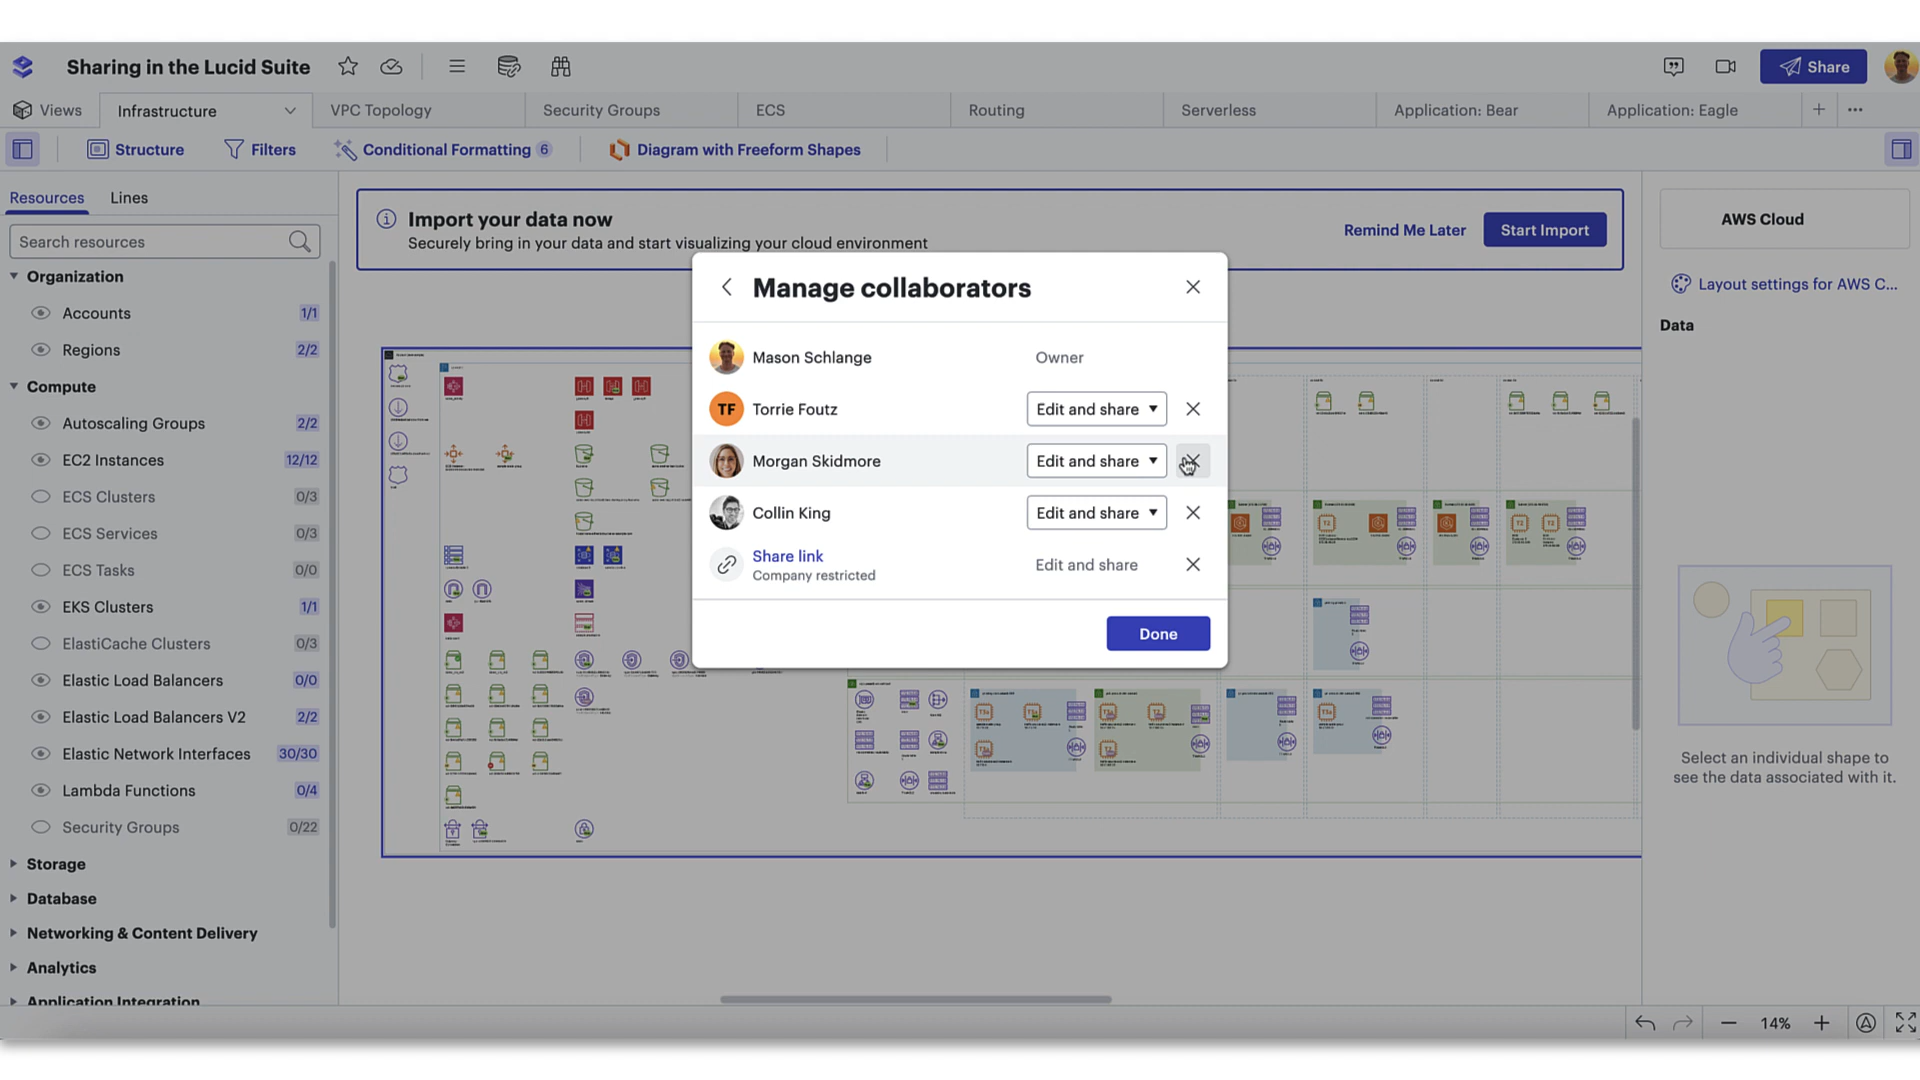 Sharing in the Lucid Suite
Share
Views
Infrastructure
VPC Topology
Security Groups
ECS
Routing
Serverless
Application: Bear
Application: Eagle
Structure
Filters
Conditional Formatting 6
Diagram with Freeform Shapes
Resources
Lines
Search resources
Organization
Accounts 1/1
Regions 2/2
Compute
Autoscaling Groups 2/2
EC2 Instances 12/12
ECS Clusters 0/3
ECS Services 0/3
ECS Tasks 0/0
EKS Clusters 1/1
ElastiCache Clusters 0/3
Elastic Load Balancers 0/0
Elastic Load Balancers V2 2/2
Elastic Network Interfaces 30/30
Lambda Functions 0/4
Security Groups 0/22
Storage
Database
Networking & Content Delivery
Analytics
Application Integration
Import your data now
Securely bring in your data and start visualizing your cloud environment
Remind Me Later
Start Import
Manage collaborators
Mason Schlange Owner
TF Torrie Foutz Edit and share
Morgan Skidmore Edit and share
Collin King Edit and share
Share link Edit and share
Company restricted
Done
AWS Cloud
Layout settings for AWS C...
Data
Select an individual shape to
see the data associated with it.
14%